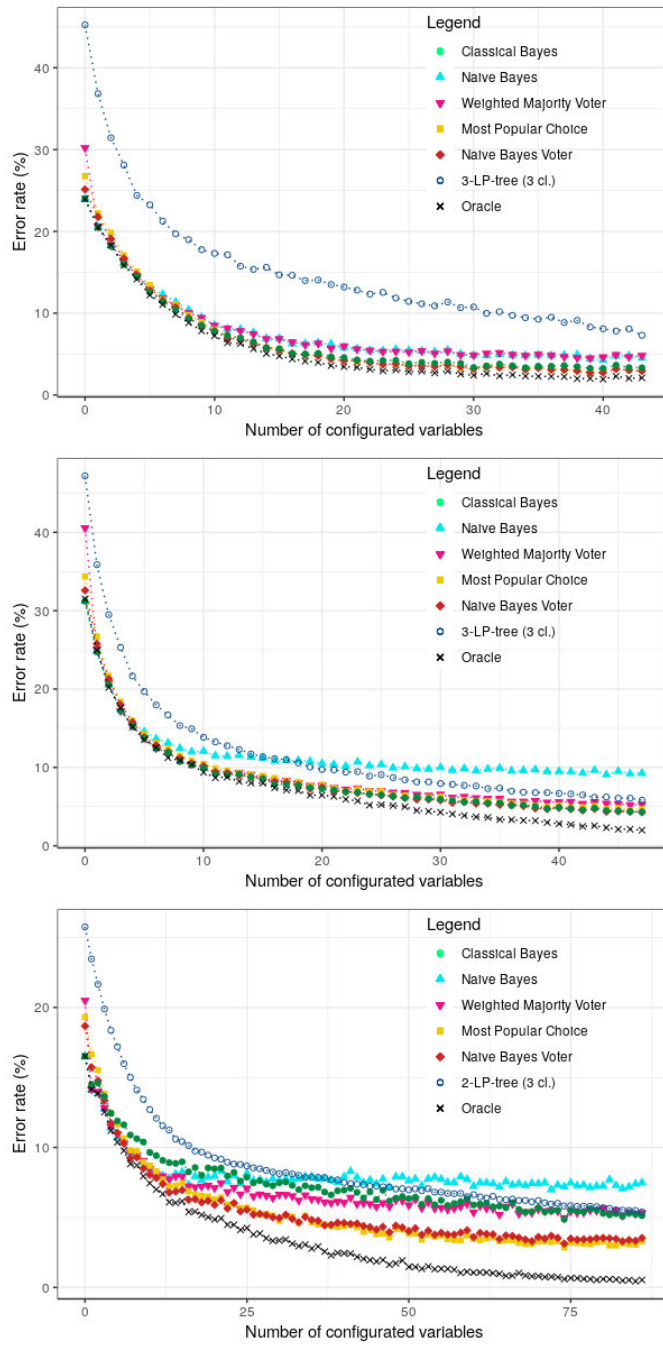 Legend
Classical Bayes
Naive Bayes
Weighted Majority Voter
Most Popular Choice
Naive Bayes Voter
3-LP-tree (3 cl.)
Oracle
Error rate (%)
40
30
20
10
0
0 10 20 30 40
Number of configurated variables
Legend
Classical Bayes
Naive Bayes
Weighted Majority Voter
Most Popular Choice
Naive Bayes Voter
3-LP-tree (3 cl.)
Oracle
Error rate (%)
40
30
20
10
0
0 10 20 30 40
Number of configurated variables
Legend
Classical Bayes
Naive Bayes
Weighted Majority Voter
Most Popular Choice
Naive Bayes Voter
2-LP-tree (3 cl.)
Oracle
Error rate (%)
20
10
0
0 25 50 75
Number of configurated variables